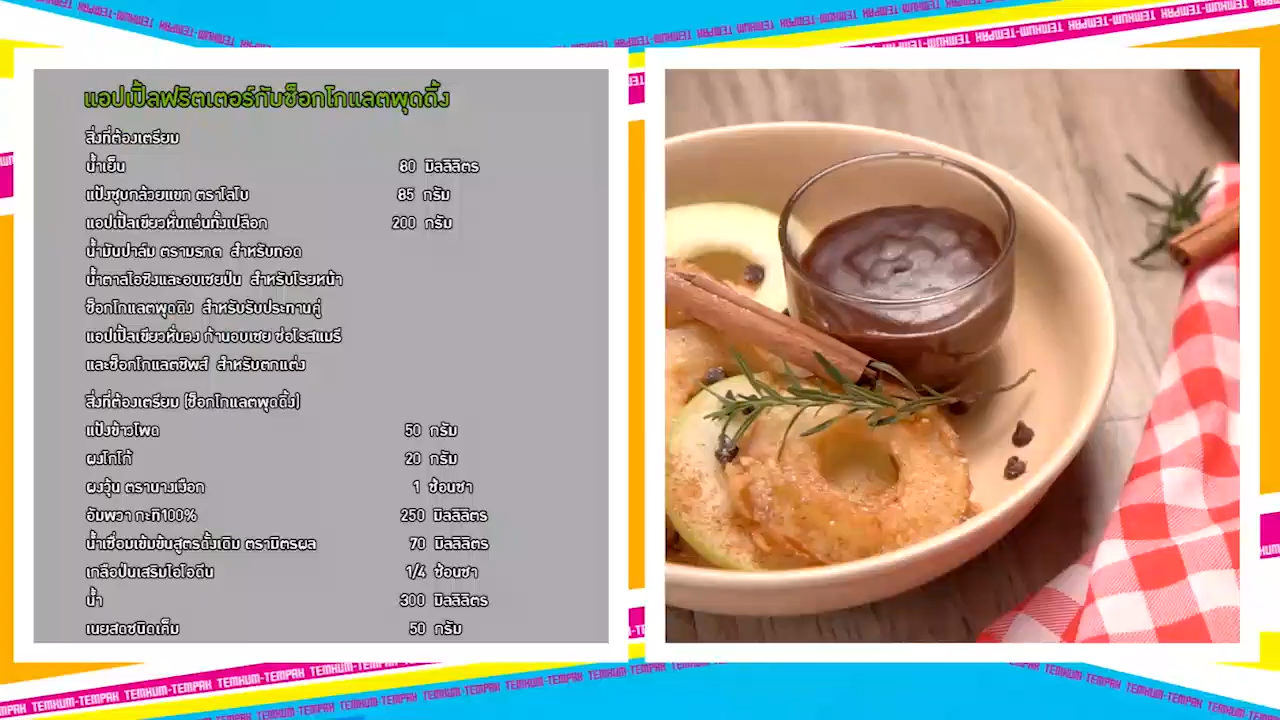 แอปเปิ้ลฟริตเตอร์กับช็อกโกแลตพุดดิ้ง
สิ่งที่ต้องเตรียม
น้ำเย็น 80 มิลลิลิตร
แป้งชุบกล้วยแขก ตราโลโบ 85 กรัม
แอปเปิ้ลเขียวหั่นแว่นทั้งเปลือก 200 กรัม
น้ำมันปาล์ม ตรามรกต สำหรับทอด
น้ำตาลไอซิงและอบเชยป่น สำหรับโรยหน้า
ช็อกโกแลตพุดดิง สำหรับรับประทานคู่
แอปเปิ้ลเขียวหั่นวง ก้านอบเชย ช่อโรสแมรี
และช็อกโกแลตชิพส์ สำหรับตกแต่ง
สิ่งที่ต้องเตรียม (ช็อกโกแลตพุดดิ้ง)
แป้งข้าวโพด 50 กรัม
ผงโกโก้ 20 กรัม
ผงวุ้น ตรานางเงือก 1 ช้อนชา
อัมพวา กะทิ100% 250 มิลลิลิตร
น้ำเชื่อมเข้มข้นสูตรดั้งเดิม ตรามิตรผล 70 มิลลิลิตร
เกลือป่นเสริมไอโอดีน 1/4 ช้อนชา
น้ำ 300 มิลลิลิตร
เนยสดชนิดเค็ม 50 กรัม
TEMKUM-TEMPAK TEMKUM-TEMPAK TEMKUM-TEMPAK